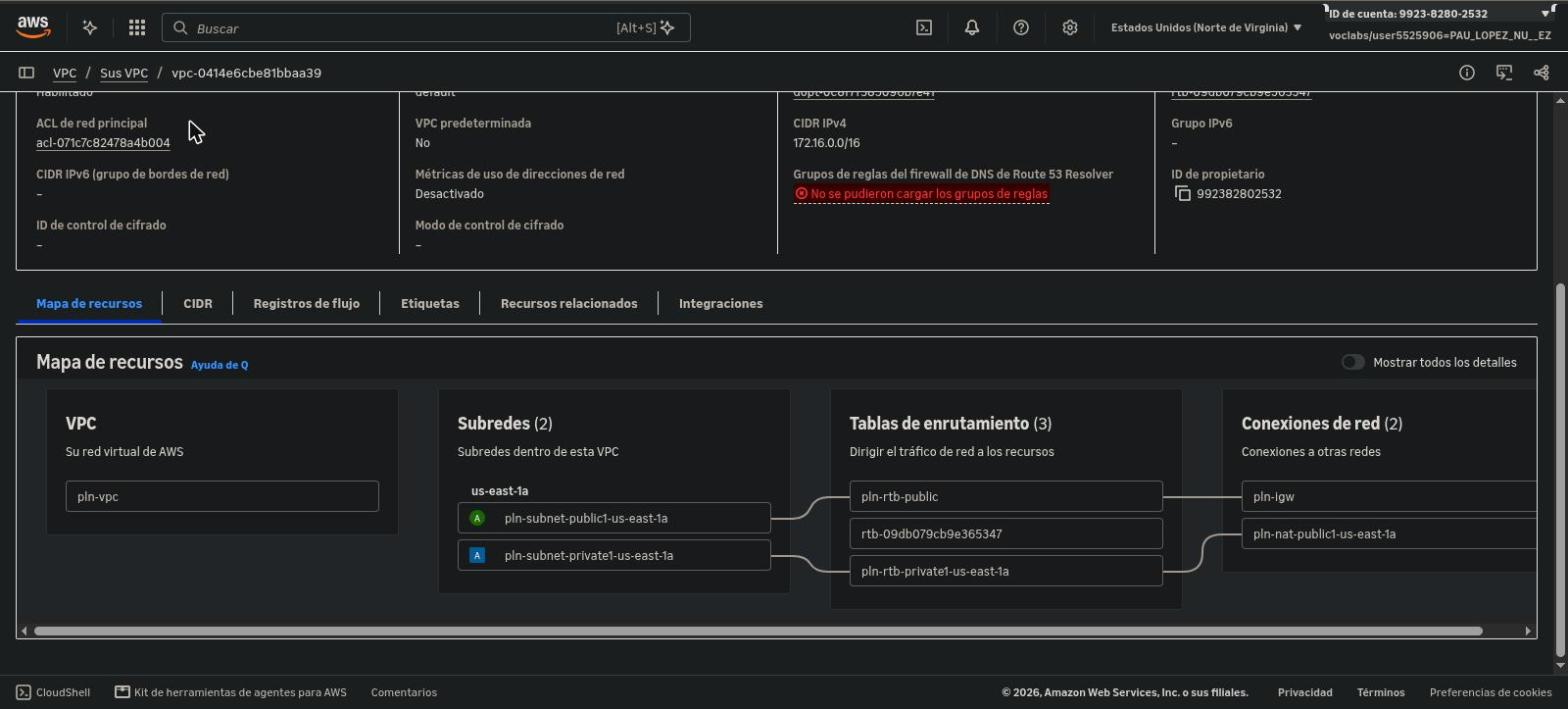 aws
Buscar
[Alt+S]
Estados Unidos (Norte de Virginia)
ID de cuenta: 9923-8280-2532
voclabs/user5525906=PAU_LOPEZ_NU__EZ
VPC / Sus VPC / vpc-0414e6cbe81bbaa39
Habilitado
default
dopt-0c8f7f585096b7e41
rtb-09db079cb9e365347
ACL de red principal
acl-071c7c82478a4b004
VPC predeterminada
No
CIDR IPv4
172.16.0.0/16
Grupo IPv6
–
CIDR IPv6 (grupo de bordes de red)
–
Métricas de uso de direcciones de red
Desactivado
Grupos de reglas del firewall de DNS de Route 53 Resolver
No se pudieron cargar los grupos de reglas
ID de propietario
992382802532
ID de control de cifrado
–
Modo de control de cifrado
–
Mapa de recursos
CIDR
Registros de flujo
Etiquetas
Recursos relacionados
Integraciones
Mapa de recursos
Ayuda de Q
Mostrar todos los detalles
VPC
Su red virtual de AWS
pln-vpc
Subredes (2)
Subredes dentro de esta VPC
us-east-1a
A pln-subnet-public1-us-east-1a
A pln-subnet-private1-us-east-1a
Tablas de enrutamiento (3)
Dirigir el tráfico de red a los recursos
pln-rtb-public
rtb-09db079cb9e365347
pln-rtb-private1-us-east-1a
Conexiones de red (2)
Conexiones a otras redes
pln-igw
pln-nat-public1-us-east-1a
CloudShell
Kit de herramientas de agentes para AWS
Comentarios
© 2026, Amazon Web Services, Inc. o sus filiales.
Privacidad
Términos
Preferencias de cookies